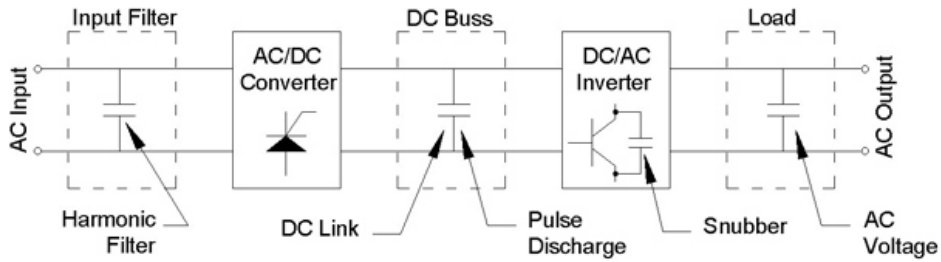 Input Filter
DC Buss
Load
AC Input
AC/DC
Converter
DC/AC
Inverter
AC Output
Harmonic
Filter
DC Link
Pulse
Discharge
Snubber
AC
Voltage